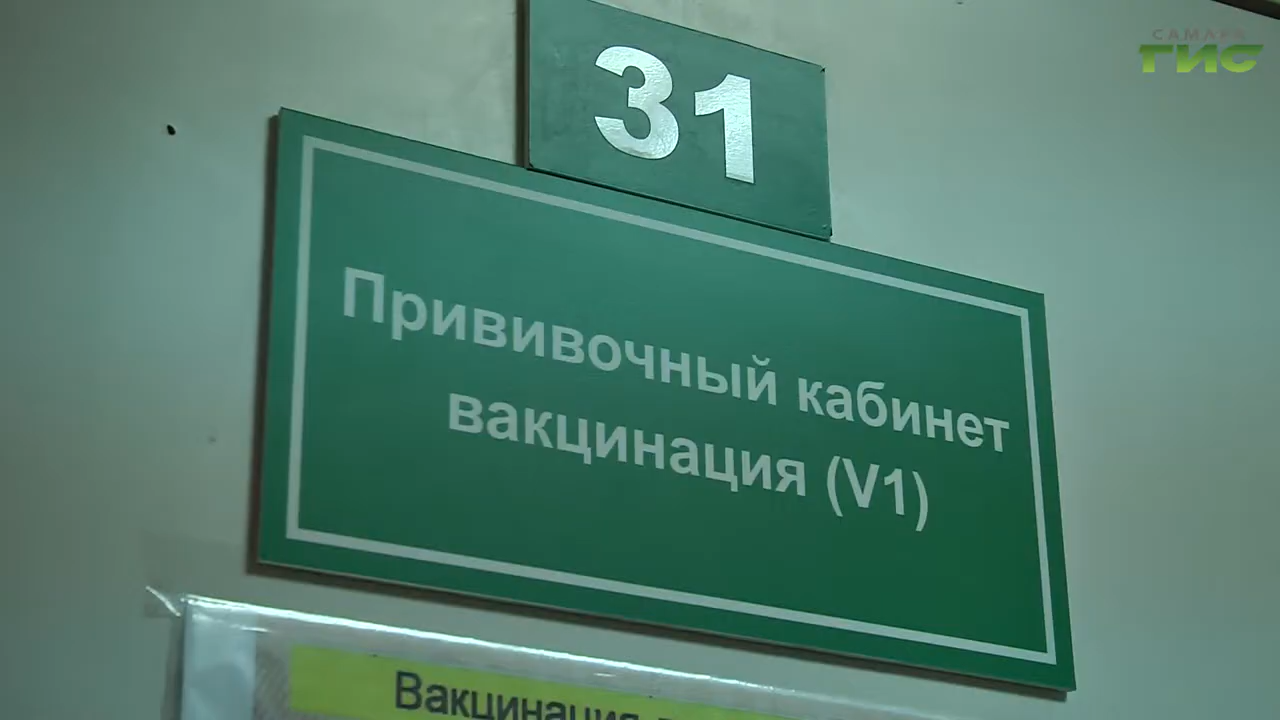 САМАРА
ГИС
31
Прививочный кабинет
вакцинация (V1)
Вакцинация